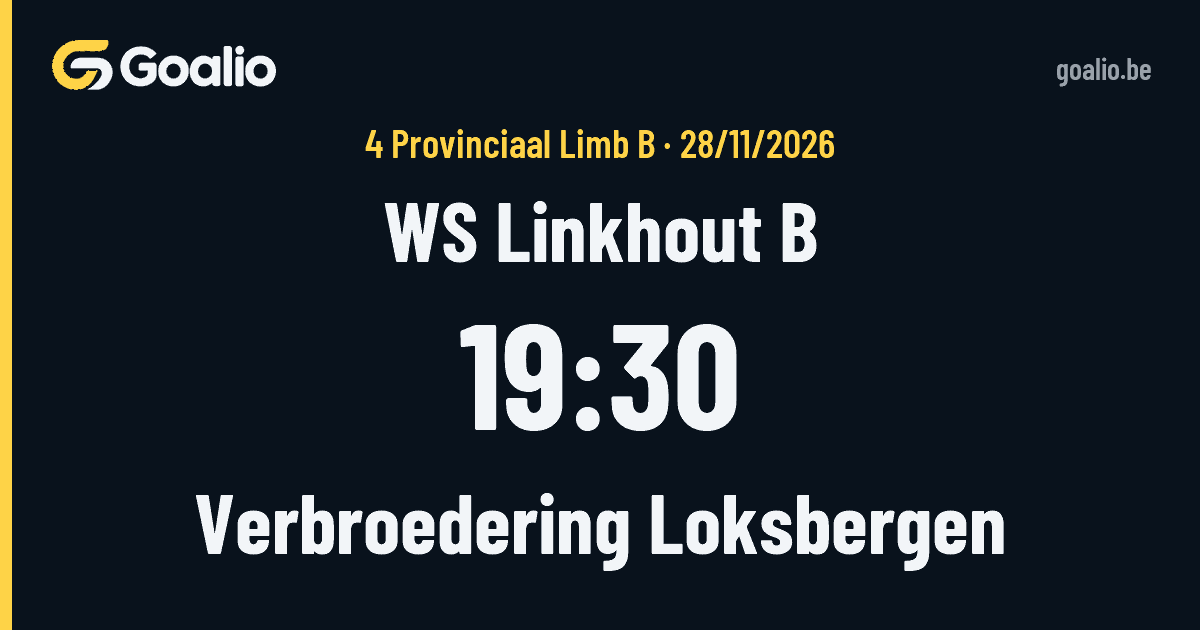 Goalio
goalio.be
4 Provinciaal Limb B · 28/11/2026
WS Linkhout B
19:30
Verbroedering Loksbergen